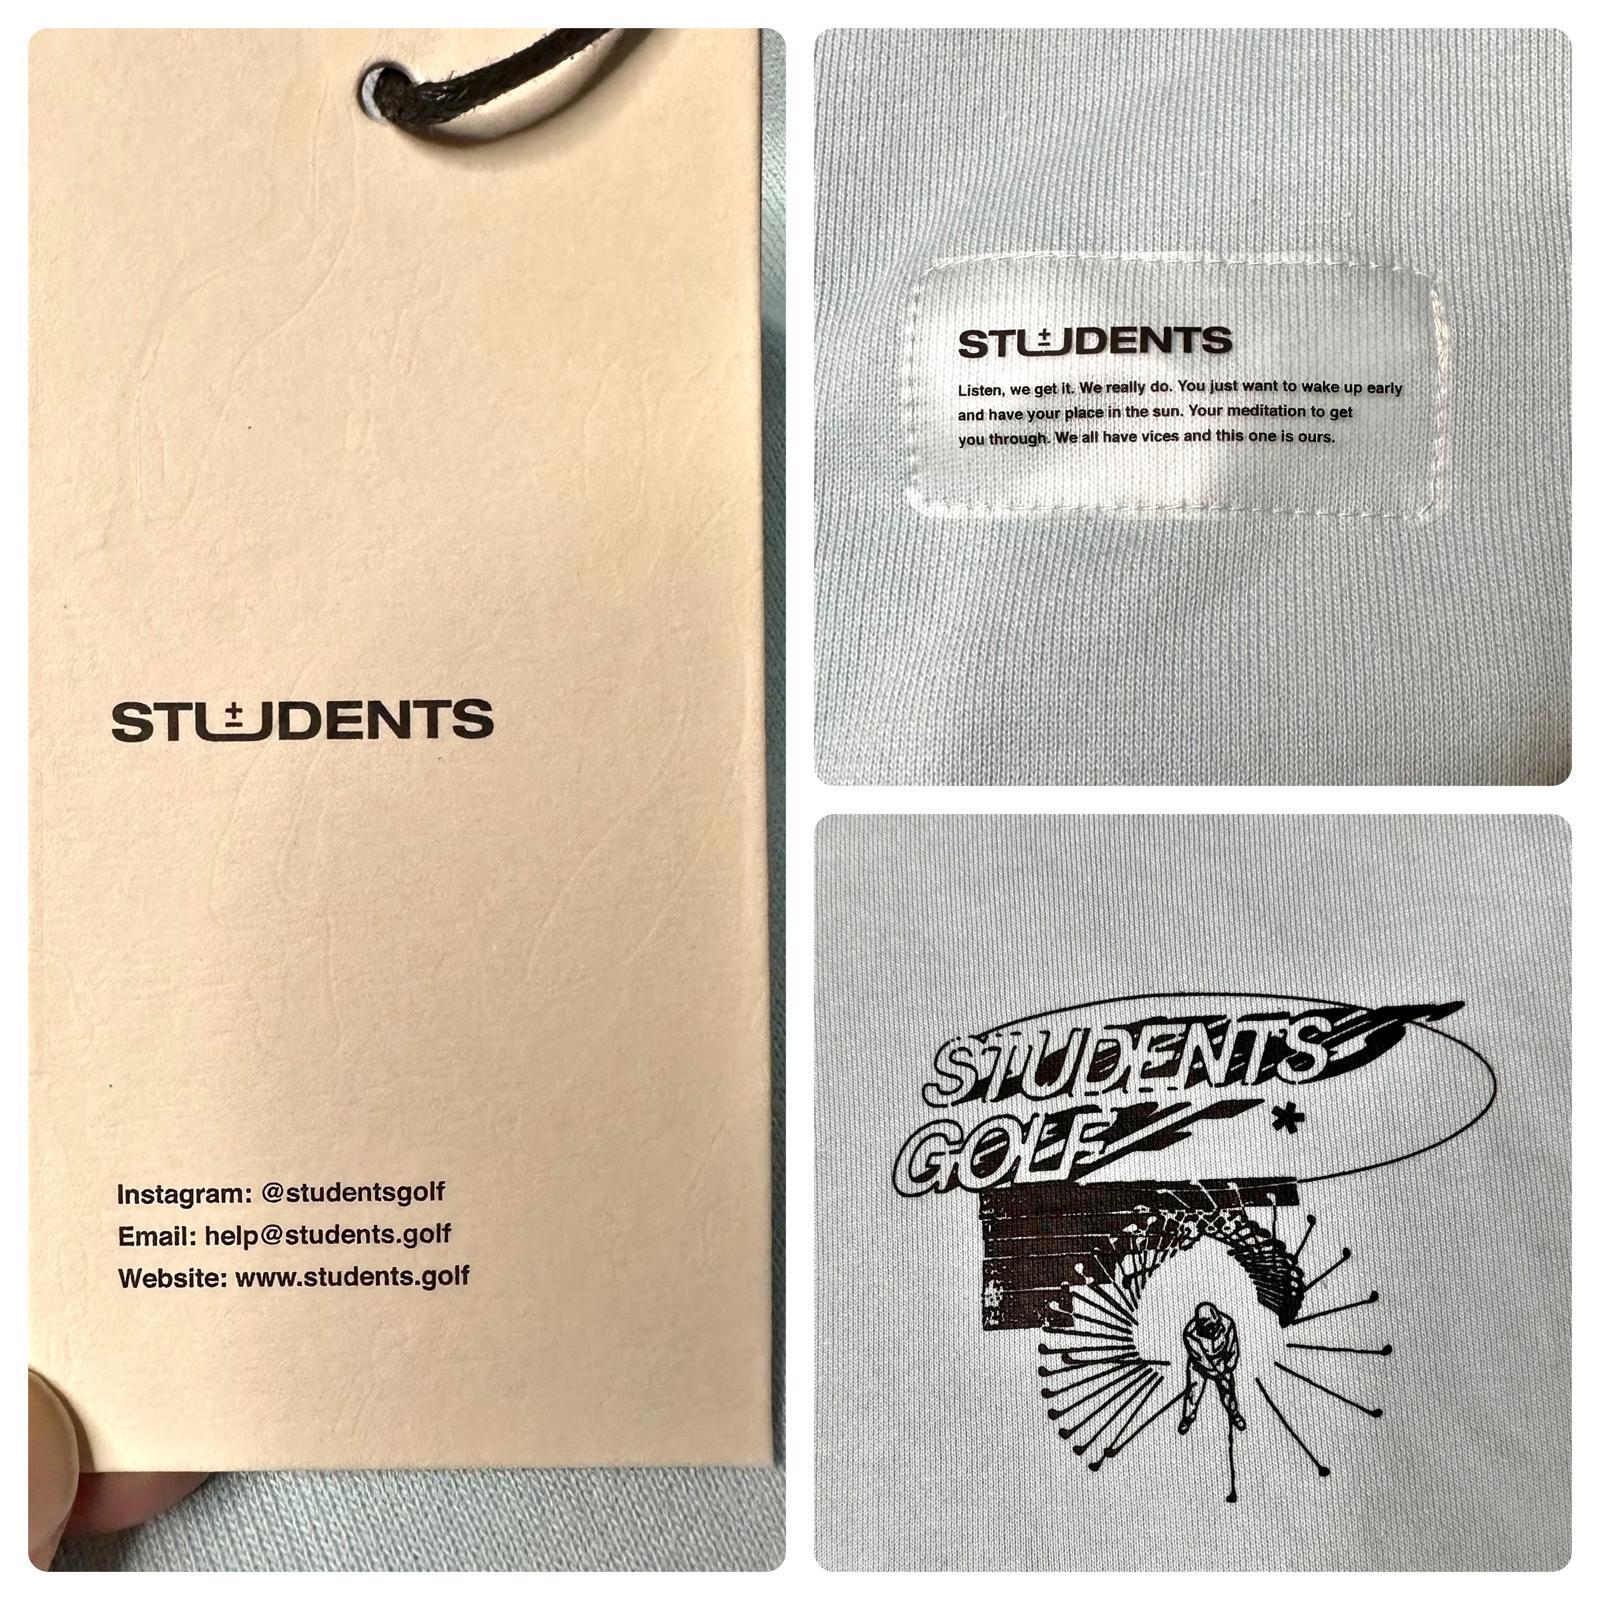 STUDENTS
±
Instagram: @studentsgolf
Email: help@students.golf
Website: www.students.golf
STUDENTS
±
Listen, we get it. We really do. You just want to wake up early
and have your place in the sun. Your meditation to get
you through. We all have vices and this one is ours.
STUDENTS
GOLF *